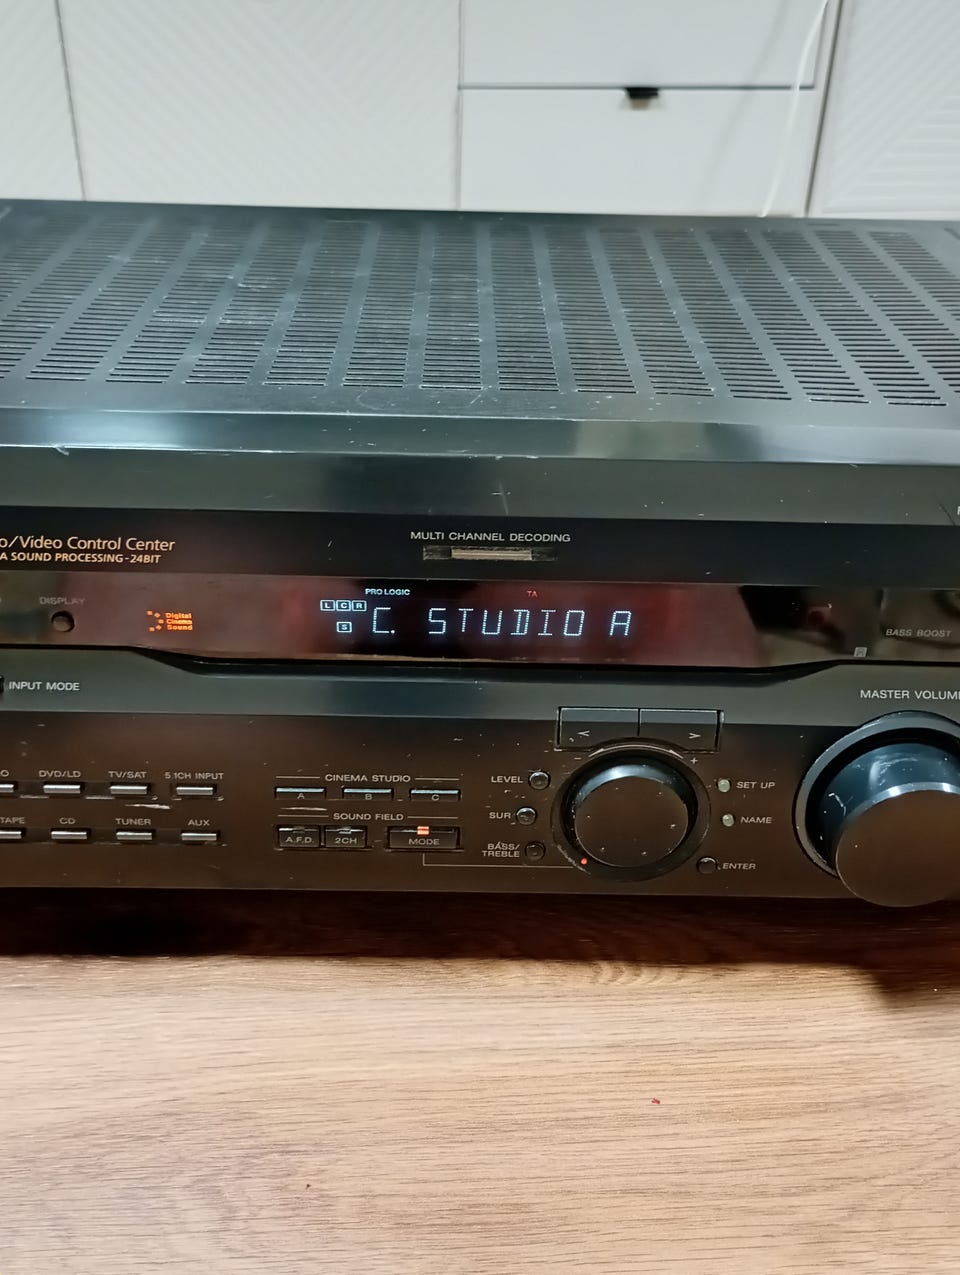 o/Video Control Center
A SOUND PROCESSING-24BIT
MULTI CHANNEL DECODING
DISPLAY
Digital
Cinema
Sound
PRO LOGIC
TA
L C R
S
C. STUDIO A
BASS BOOST
INPUT MODE
MASTER VOLUM
< >
- +
O DVD/LD TV/SAT 5.1CH INPUT
TAPE CD TUNER AUX
CINEMA STUDIO
A B C
SOUND FIELD
A.F.D. 2CH MODE
LEVEL
SUR
BASS/
TREBLE
SET UP
NAME
ENTER